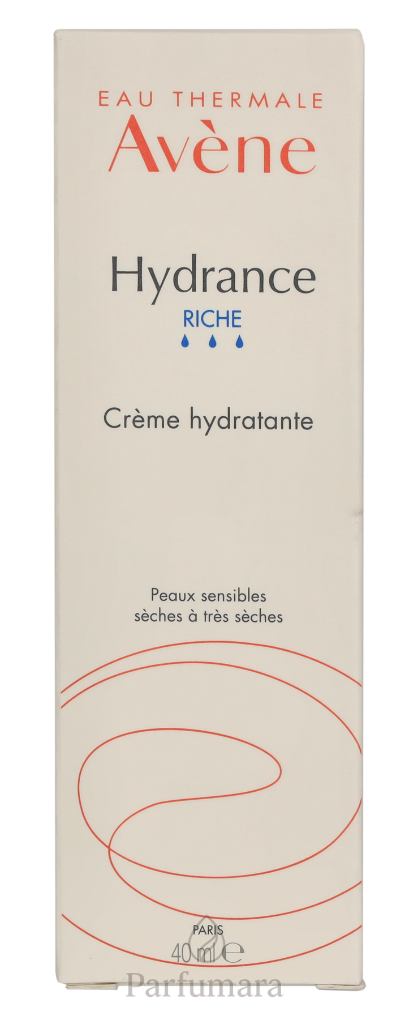 EAU THERMALE
Avène
Hydrance
RICHE
Crème hydratante
Peaux sensibles
sèches à très sèches
PARIS
40 ml e
Parfumara